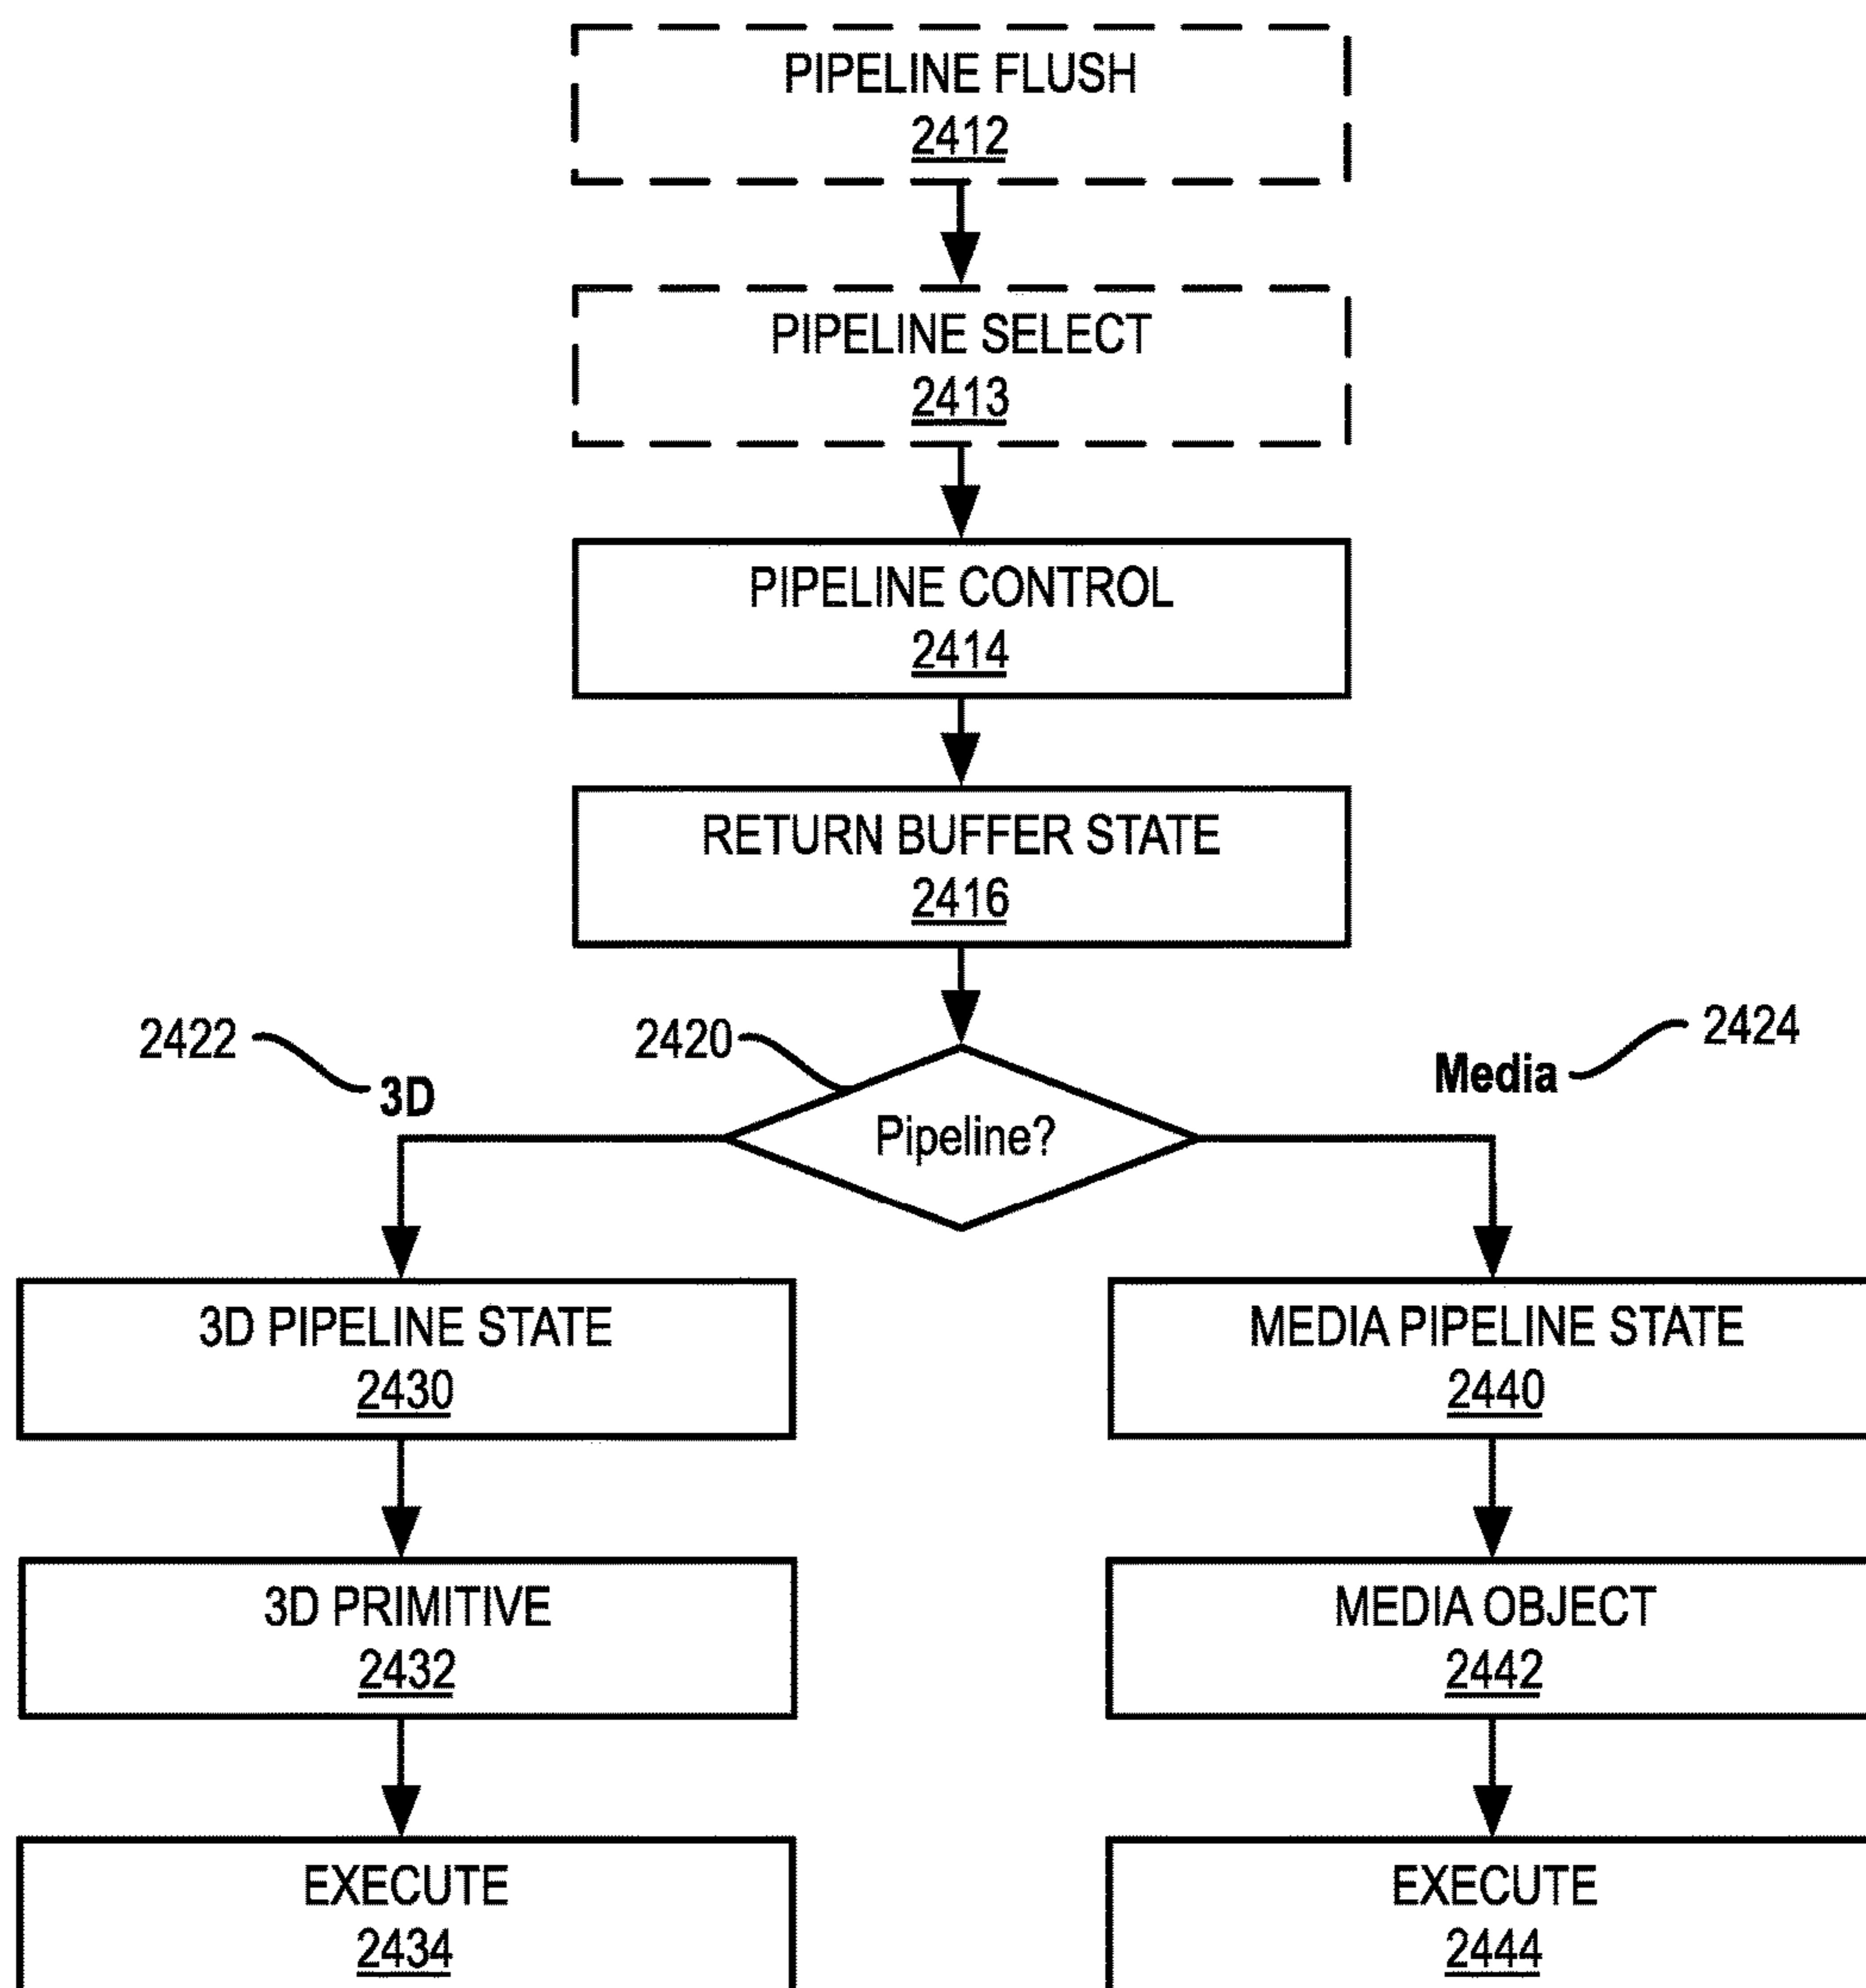 PIPELINE FLUSH
2412
PIPELINE SELECT
2413
PIPELINE CONTROL
2414
RETURN BUFFER STATE
2416
2422
3D
2420
Pipeline?
Media
2424
3D PIPELINE STATE
2430
MEDIA PIPELINE STATE
2440
3D PRIMITIVE
2432
MEDIA OBJECT
2442
EXECUTE
2434
EXECUTE
2444